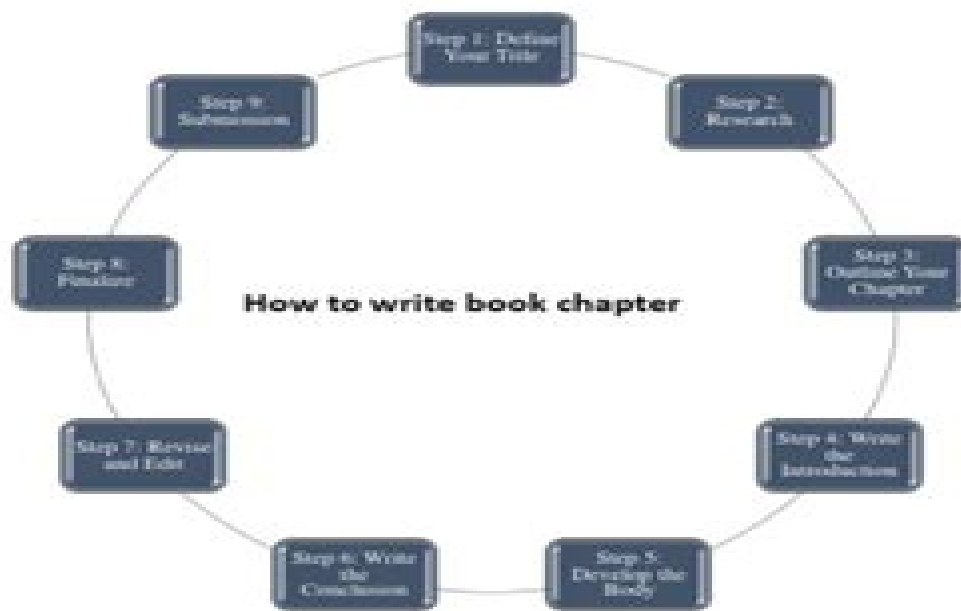 Step 1: Define
Your Title
Step 2:
Research
Step 3:
Outline Your
Chapter
Step 4: Write
the
Introduction
Step 5:
Develop the
Body
Step 6: Write
the
Conclusion
Step 7: Revise
and Edit
Step 8:
Finalize
Step 9:
Submission
How to write book chapter